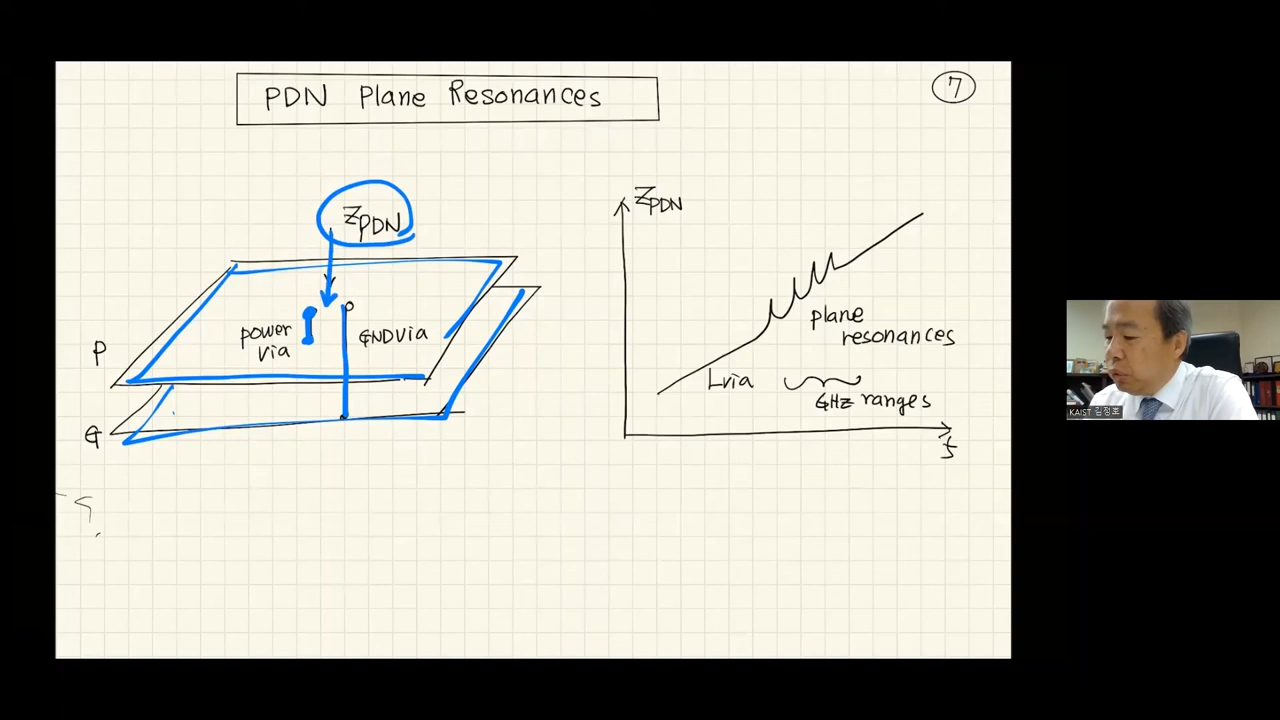 PDN Plane Resonances
7
ZPDN
power
via
GNDVia
P
G
ZPDN
plane
resonances
Lvia
GHz ranges
f
KAIST 김정호